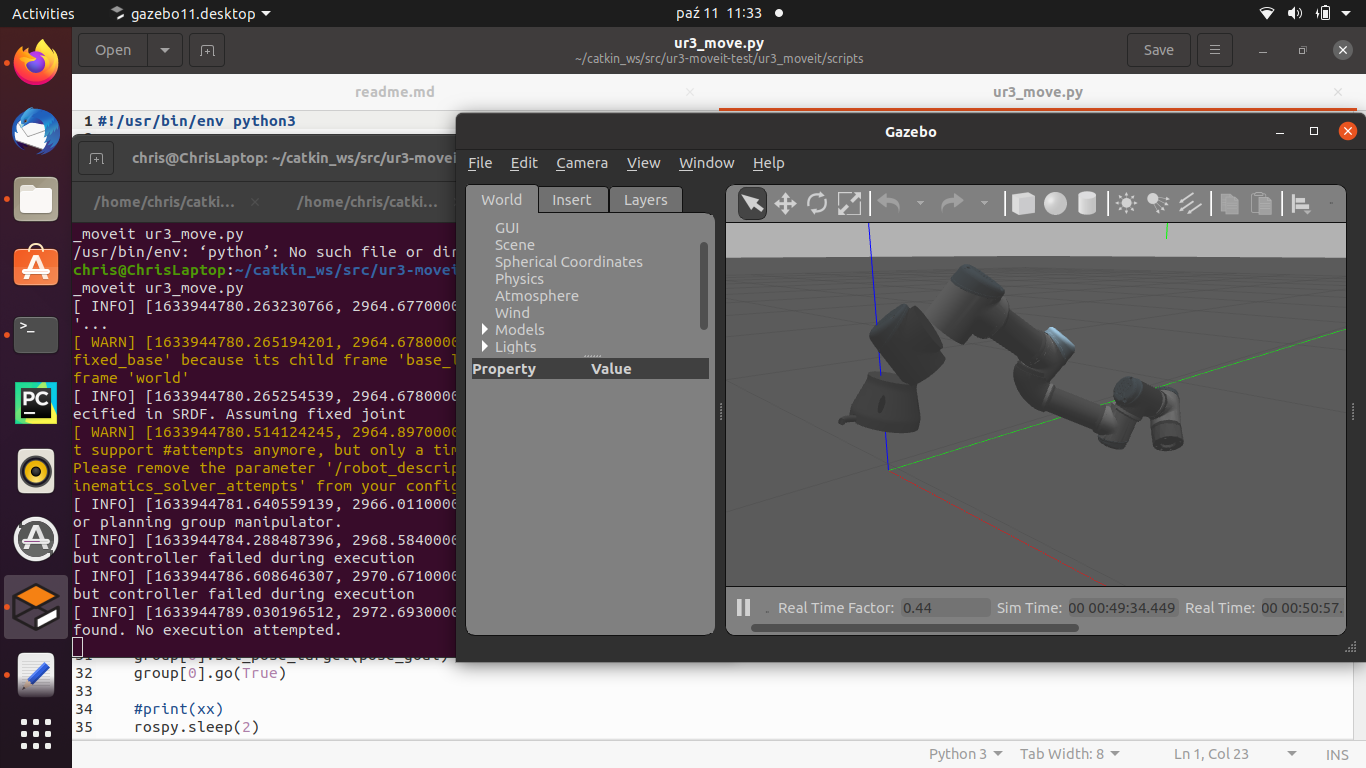 Activities
gazebo11.desktop
paź 11 11:33
Open
ur3_move.py
~/catkin_ws/src/ur3-moveit-test/ur3_moveit/scripts
Save
readme.md
ur3_move.py
1 #!/usr/bin/env python3
chris@ChrisLaptop: ~/catkin_ws/src/ur3-movei
/home/chris/catki...
/home/chris/catki...
_moveit ur3_move.py
/usr/bin/env: ‘python’: No such file or dir
chris@ChrisLaptop:~/catkin_ws/src/ur3-movei
_moveit ur3_move.py
[ INFO] [1633944780.263230766, 2964.6770000
'...
[ WARN] [1633944780.265194201, 2964.6780000
fixed_base' because its child frame 'base_l
frame 'world'
[ INFO] [1633944780.265254539, 2964.6780000
ecified in SRDF. Assuming fixed joint
[ WARN] [1633944780.514124245, 2964.8970000
t support #attempts anymore, but only a tim
Please remove the parameter '/robot_descrip
inematics_solver_attempts' from your config
[ INFO] [1633944781.640559139, 2966.0110000
or planning group manipulator.
[ INFO] [1633944784.288487396, 2968.5840000
but controller failed during execution
[ INFO] [1633944786.608646307, 2970.6710000
but controller failed during execution
[ INFO] [1633944789.030196512, 2972.6930000
found. No execution attempted.
Gazebo
File Edit Camera View Window Help
World Insert Layers
GUI
Scene
Spherical Coordinates
Physics
Atmosphere
Wind
Models
Lights
Property Value
Real Time Factor: 0.44 Sim Time: 00 00:49:34.449 Real Time: 00 00:50:57.
31 group[0].set_pose_target(pose_goal)
32 group[0].go(True)
33
34 #print(xx)
35 rospy.sleep(2)
Python 3
Tab Width: 8
Ln 1, Col 23
INS
PC
>_